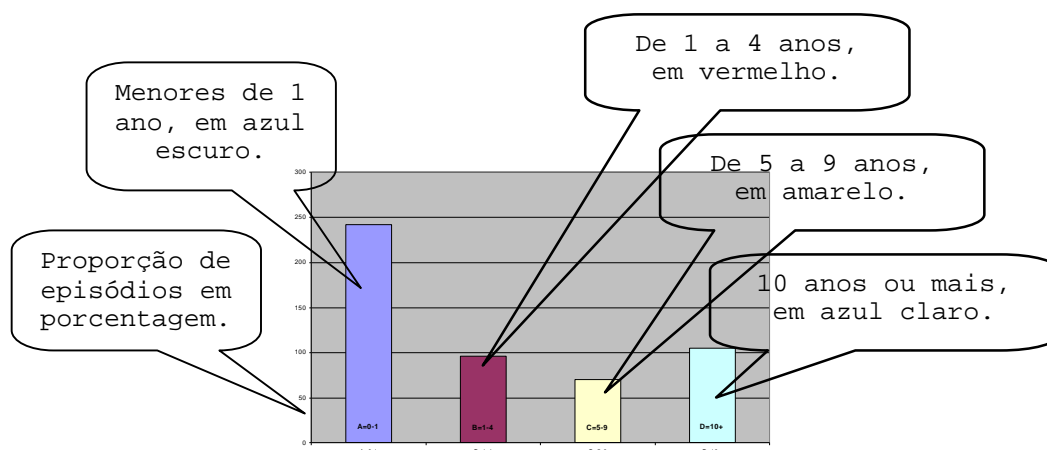 De 1 a 4 anos,
em vermelho.
Menores de 1
ano, em azul
escuro.
De 5 a 9 anos,
em amarelo.
Proporção de
episódios em
porcentagem.
10 anos ou mais,
em azul claro.
300
250
200
150
100
50
0
A=0-1
B=1-4
C=5-9
D=10+